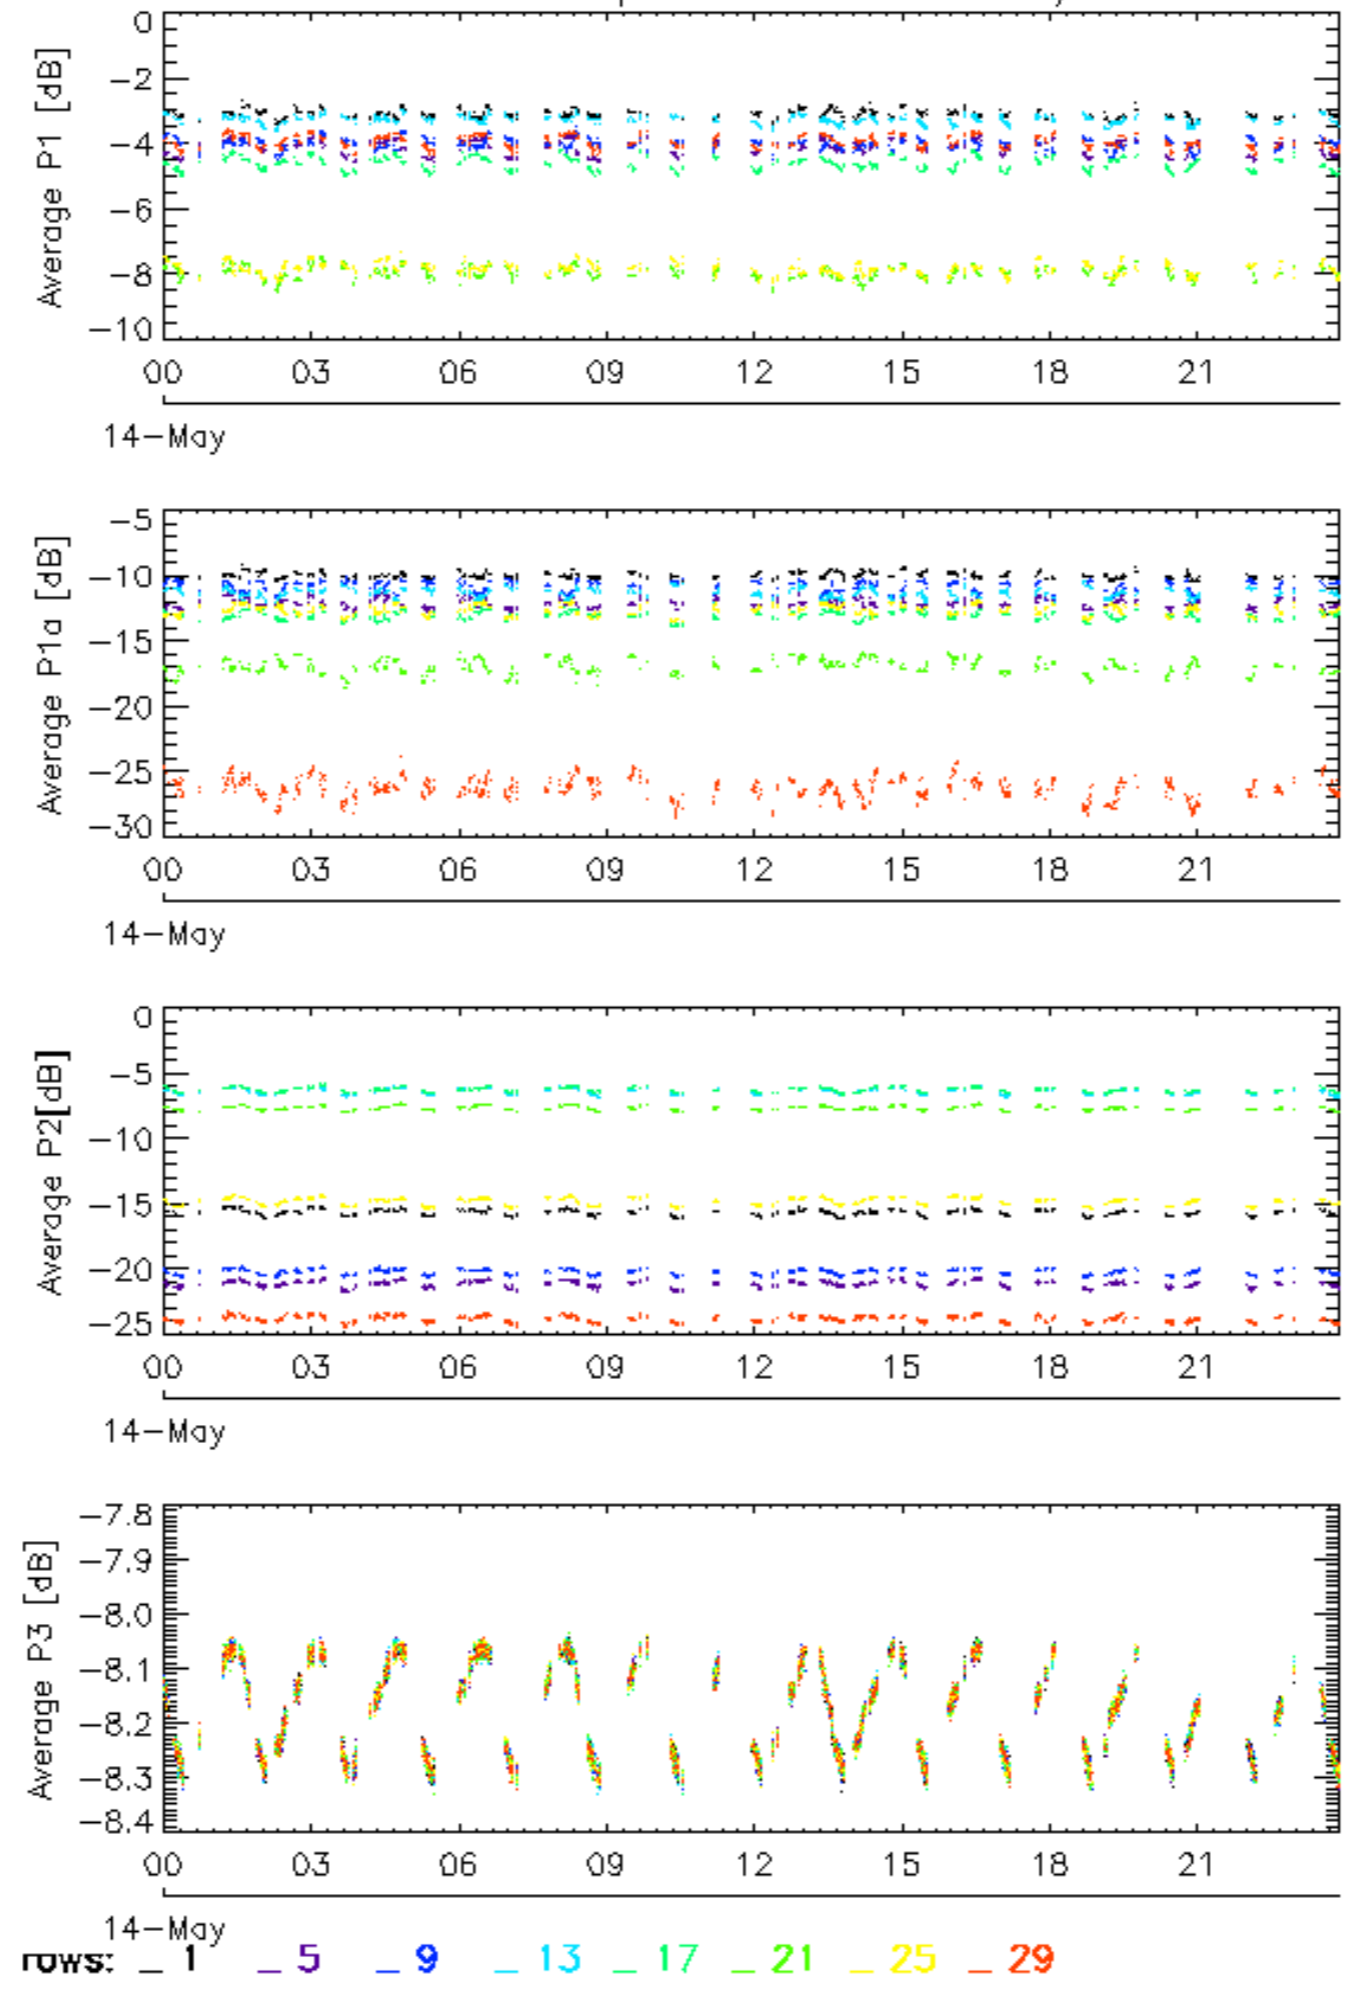 0
−2
−4
−6
−8
−10
Average P1 [dB]
00 03 06 09 12 15 18 21
14−May
−5
−10
−15
−20
−25
−30
Average P1a [dB]
00 03 06 09 12 15 18 21
14−May
0
−5
−10
−15
−20
−25
Average P2[dB]
00 03 06 09 12 15 18 21
14−May
−7.8
−7.9
−8.0
−8.1
−8.2
−8.3
−8.4
Average P3 [dB]
00 03 06 09 12 15 18 21
14−May
rows: _ 1 _ 5 _ 9 _ 13 _ 17 _ 21 _ 25 _ 29